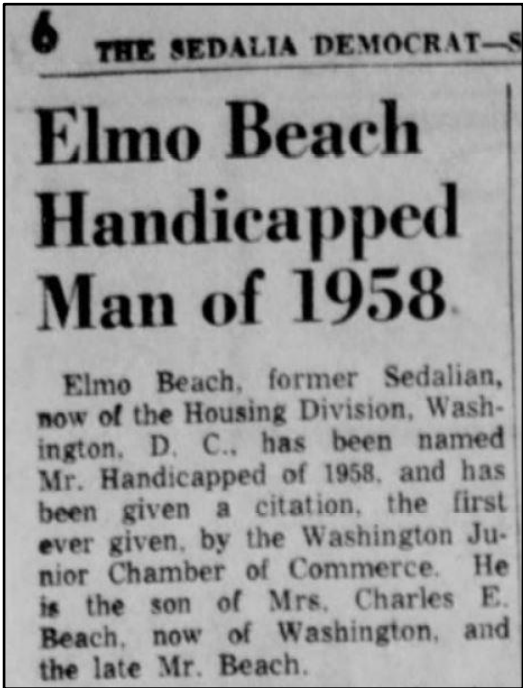 6 THE SEDALIA DEMOCRAT—S
Elmo Beach
Handicapped
Man of 1958
Elmo Beach, former Sedalian,
now of the Housing Division, Wash-
ington, D. C., has been named
Mr. Handicapped of 1958, and has
been given a citation, the first
ever given, by the Washington Ju-
nior Chamber of Commerce. He
is the son of Mrs. Charles E.
Beach, now of Washington, and
the late Mr. Beach.